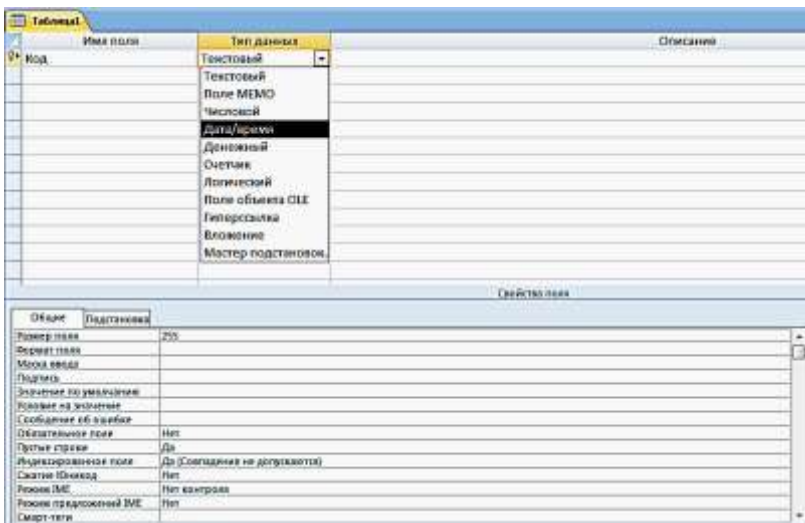 Таблица1
Имя поля Тип данных Описание
Код Текстовый
Текстовый
Поле МЕМО
Числовой
Дата/время
Денежный
Счетчик
Логический
Поле объекта OLE
Гиперссылка
Вложение
Мастер подстановок...
Свойства поля
Общие Подстановка
Размер поля 255
Формат поля
Маска ввода
Подпись
Значение по умолчанию
Условие на значение
Сообщение об ошибке
Обязательное поле Нет
Пустые строки Да
Индексированное поле Да (Совпадения не допускаются)
Сжатие Юникод Нет
Режим IME Нет контроля
Режим предложений IME Нет
Смарт-теги